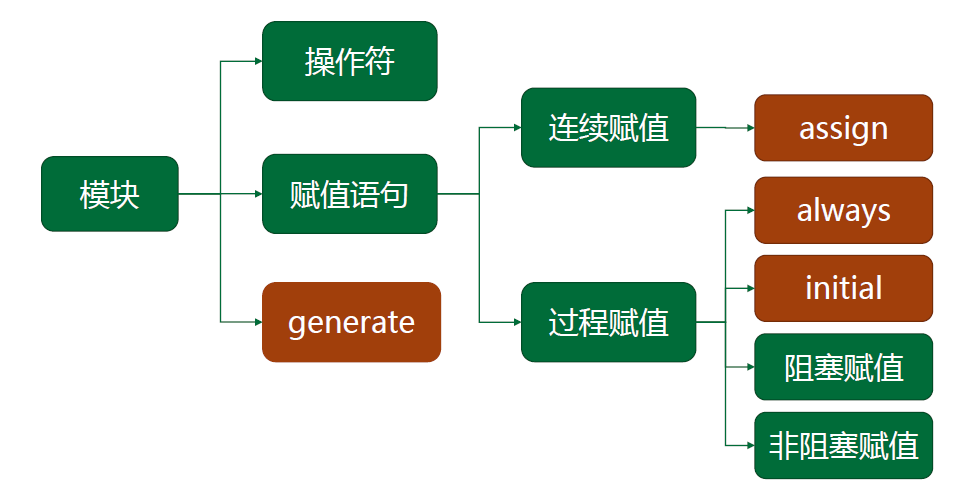 模块
操作符
赋值语句
generate
连续赋值
过程赋值
assign
always
initial
阻塞赋值
非阻塞赋值